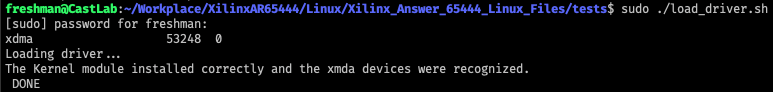 freshman@CastLab:~/Workplace/XilinxAR65444/Linux/Xilinx_Answer_65444_Linux_Files/tests$ sudo ./load_driver.sh
[sudo] password for freshman:
xdma                   53248  0
Loading driver...
The Kernel module installed correctly and the xmda devices were recognized.
 DONE